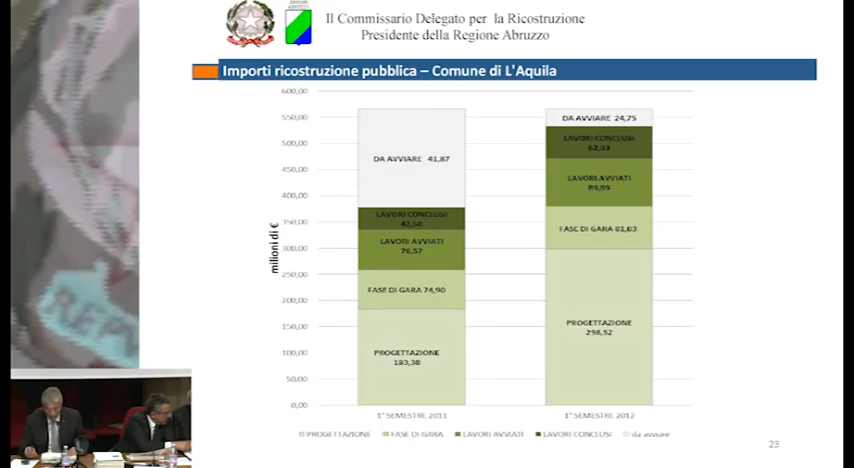 Il Commissario Delegato per la Ricostruzione
Presidente della Regione Abruzzo
Importi ricostruzione pubblica – Comune di L'Aquila
600,00
550,00
500,00
450,00
400,00
350,00
300,00
250,00
200,00
150,00
100,00
50,00
0,00
milioni di €
DA AVVIARE 41,87
LAVORI CONCLUSI
42,58
LAVORI AVVIATI
76,57
FASE DI GARA 74,90
PROGETTAZIONE
183,38
DA AVVIARE 24,75
LAVORI CONCLUSI
62,33
LAVORI AVVIATI
89,89
FASE DI GARA 81,83
PROGETTAZIONE
298,52
1° SEMESTRE 2011
1° SEMESTRE 2012
PROGETTAZIONE
FASE DI GARA
LAVORI AVVIATI
LAVORI CONCLUSI
da avviare
23